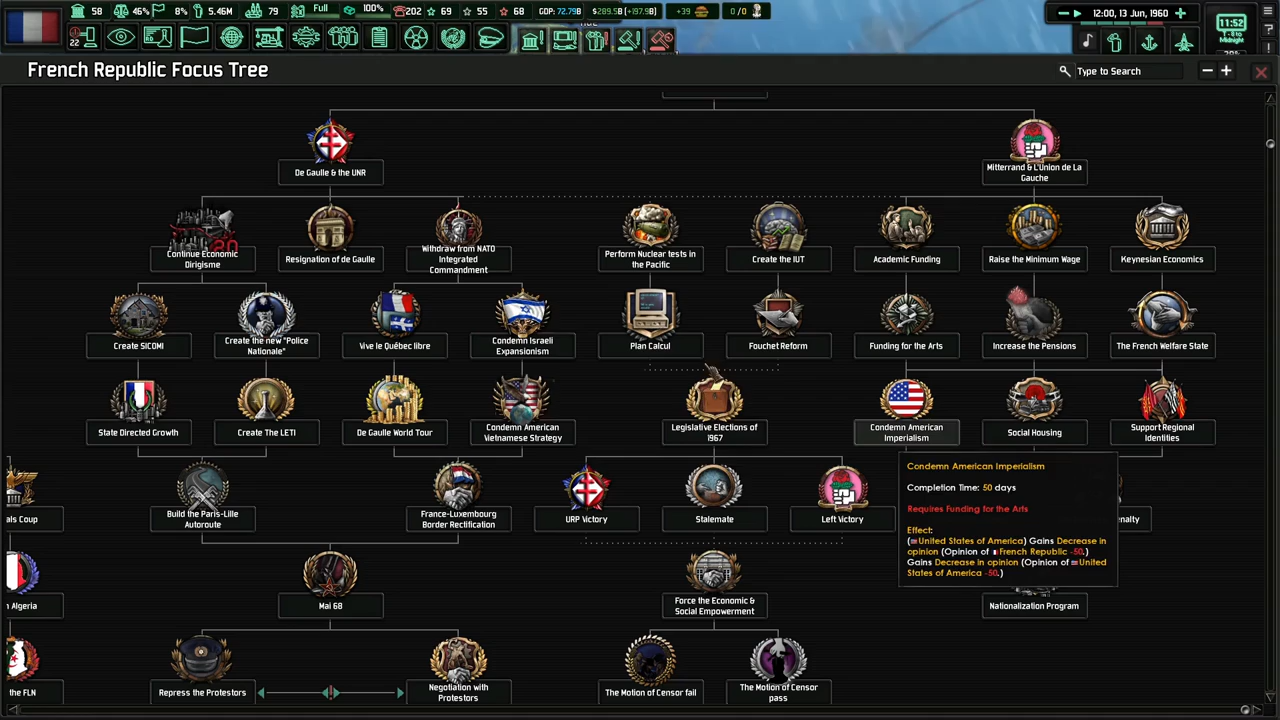 58 46% 8% 5.46M 79 Full 100% 202 69 55 68 GDP: 72.79B $289.5B (+97.9B) +39 0/0 12:00, 13 Jun, 1960
22
11:52
Midnight
French Republic Focus Tree
Type to Search
De Gaulle & the UNR
Mitterrand & L'Union de La
Gauche
Continue Economic
Dirigisme
Resignation of de Gaulle
Withdraw from NATO
Integrated
Commandment
Perform Nuclear tests in
the Pacific
Create the IUT
Academic Funding
Raise the Minimum Wage
Keynesian Economics
Create SICOMI
Create the new "Police
Nationale"
Vive le Québec libre
Condemn Israeli
Expansionism
Plan Calcul
Fouchet Reform
Funding for the Arts
Increase the Pensions
The French Welfare State
State Directed Growth
Create The LETI
De Gaulle World Tour
Condemn American
Vietnamese Strategy
Legislative Elections of
1967
Condemn American
Imperialism
Social Housing
Support Regional
Identities
als Coup
Build the Paris-Lille
Autoroute
France-Luxembourg
Border Rectification
URP Victory
Stalemate
Left Victory
nalty
Condemn American Imperialism
Completion Time: 50 days
Requires Funding for the Arts
Effect:
(United States of America) Gains Decrease in
opinion (Opinion of French Republic -50.)
Gains Decrease in opinion (Opinion of United
States of America -50.)
n Algeria
Mai 68
Force the Economic &
Social Empowerment
Nationalization Program
the FLN
Repress the Protestors
Negotiation with
Protestors
The Motion of Censor fail
The Motion of Censor
pass